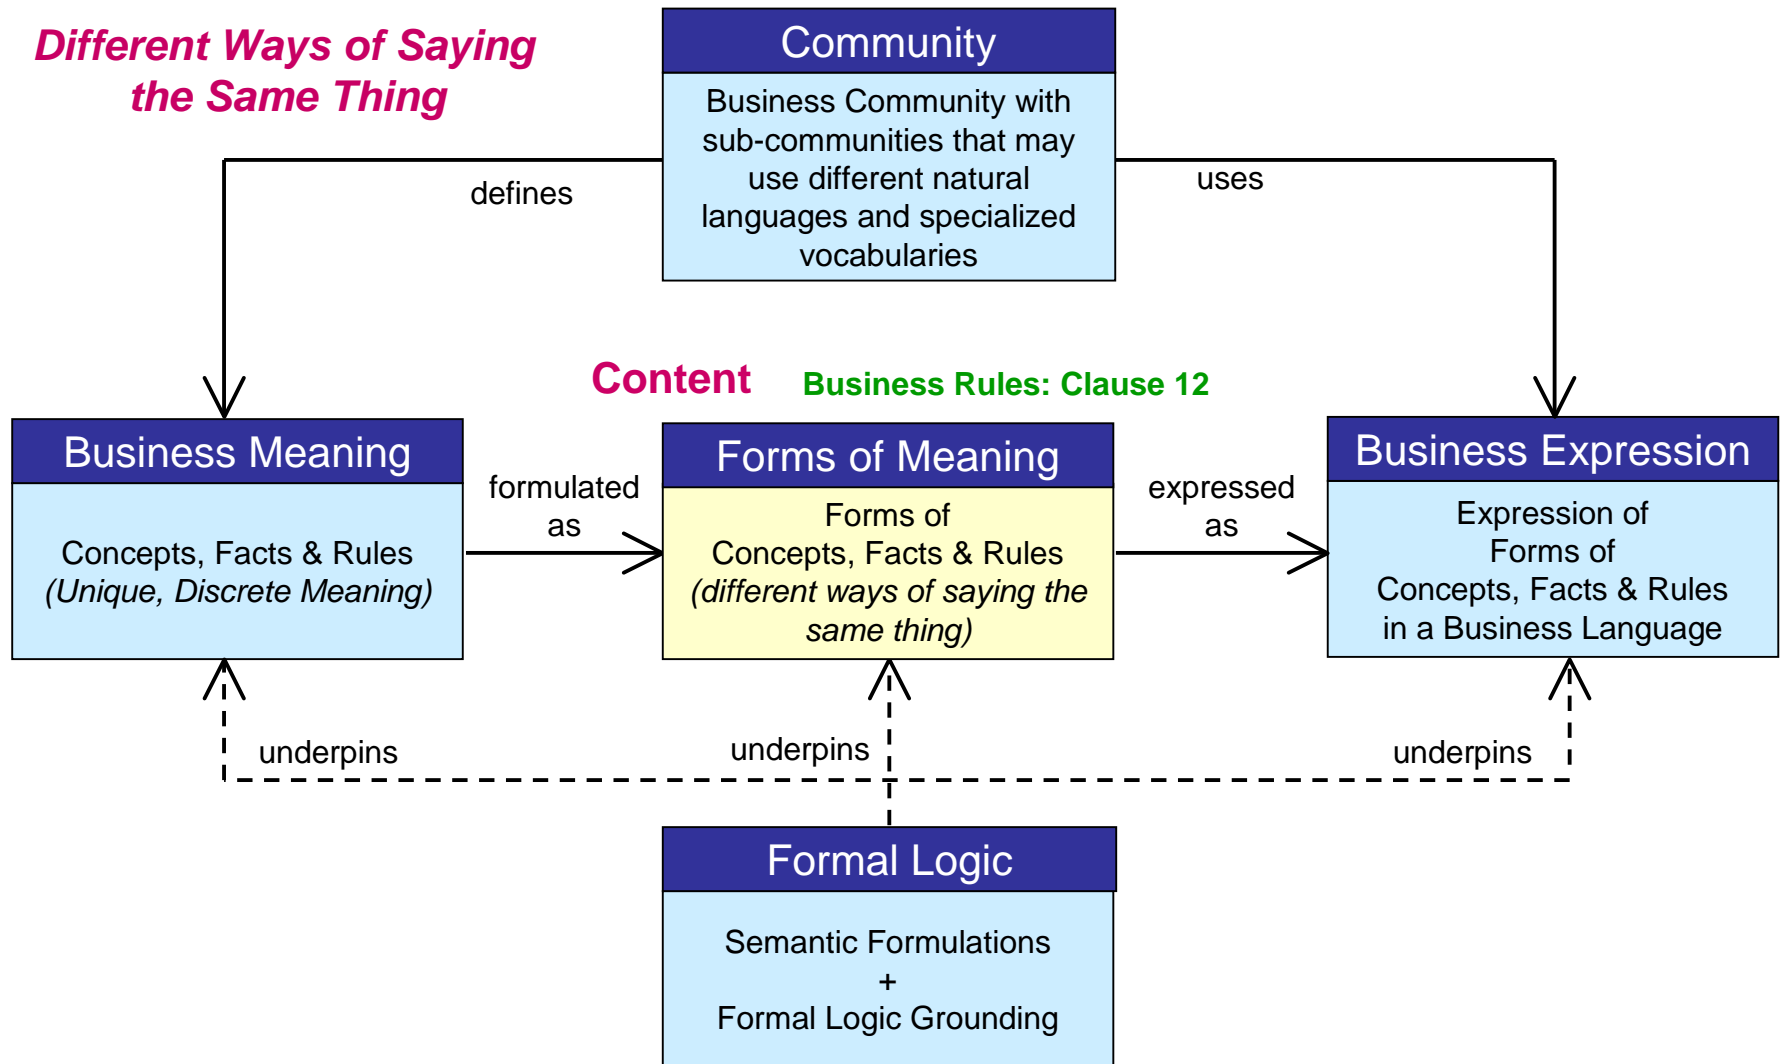 Different Ways of Saying
the Same Thing
Community
Business Community with
sub-communities that may
use different natural
languages and specialized
vocabularies
defines
uses
Content
Business Rules: Clause 12
Business Meaning
Concepts, Facts & Rules
(Unique, Discrete Meaning)
formulated
as
Forms of Meaning
Forms of
Concepts, Facts & Rules
(different ways of saying the
same thing)
expressed
as
Business Expression
Expression of
Forms of
Concepts, Facts & Rules
in a Business Language
underpins
underpins
underpins
Formal Logic
Semantic Formulations
+
Formal Logic Grounding